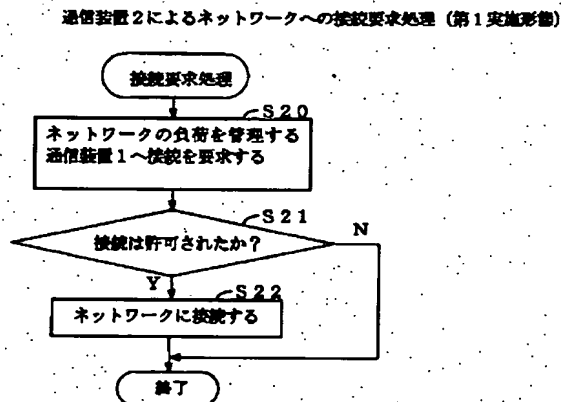 通信装置２によるネットワークへの接続要求処理（第１実施形態）
接続要求処理
Ｓ２０
ネットワークの負荷を管理する
通信装置１へ接続を要求する
Ｓ２１
接続は許可されたか？
Ｎ
Ｙ
Ｓ２２
ネットワークに接続する
終了